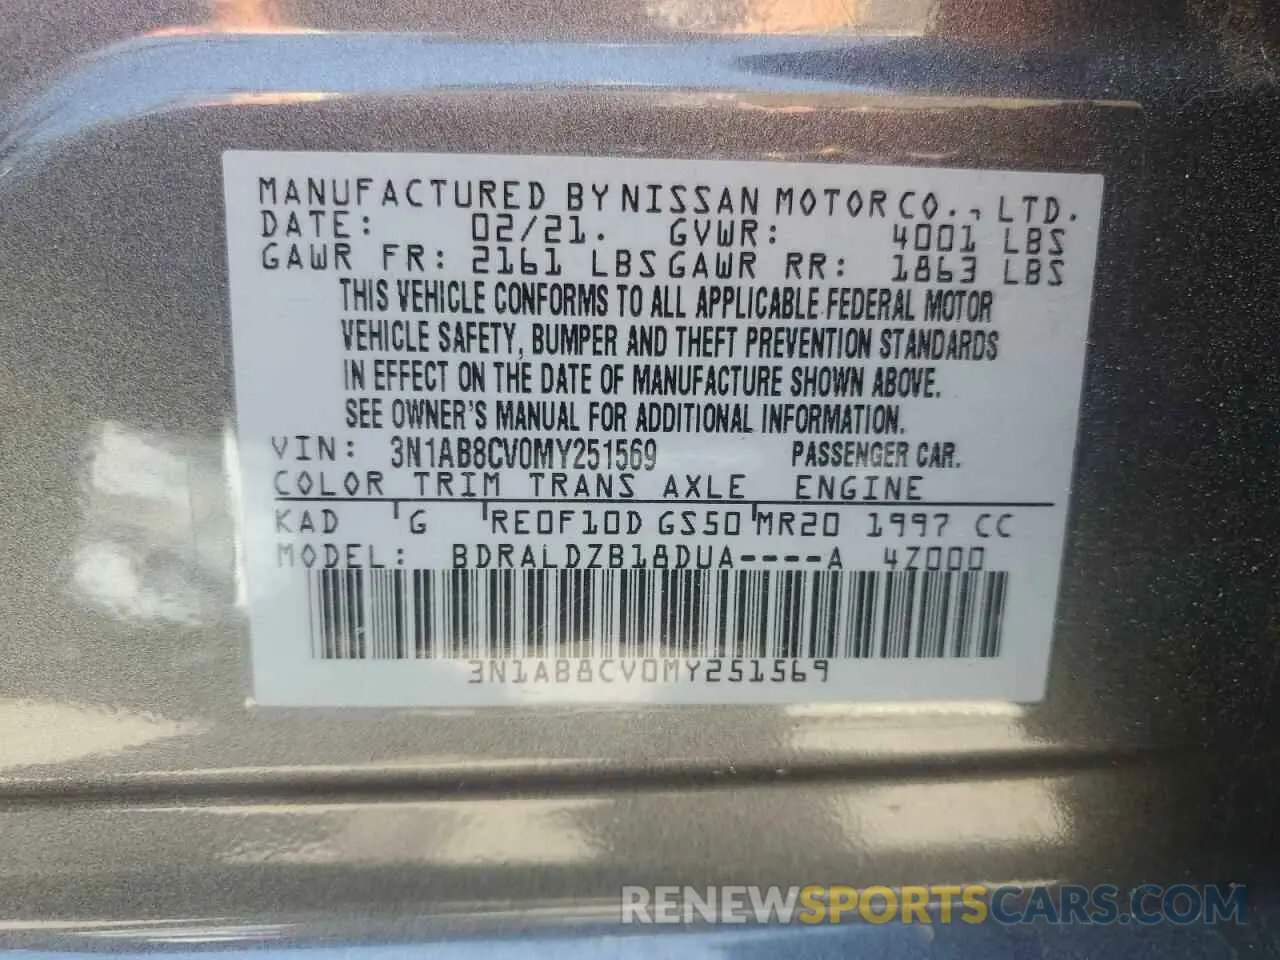 MANUFACTURED BY NISSAN MOTOR CO., LTD.
DATE: 02/21. GVWR: 4001 LBS
GAWR FR: 2161 LBS GAWR RR: 1863 LBS
THIS VEHICLE CONFORMS TO ALL APPLICABLE FEDERAL MOTOR
VEHICLE SAFETY, BUMPER AND THEFT PREVENTION STANDARDS
IN EFFECT ON THE DATE OF MANUFACTURE SHOWN ABOVE.
SEE OWNER'S MANUAL FOR ADDITIONAL INFORMATION.
VIN: 3N1AB8CV0MY251569 PASSENGER CAR.
COLOR TRIM TRANS AXLE ENGINE
KAD G RE0F10D GS50 MR20 1997 CC
MODEL: BDRALDZB18DUA----A 4Z000
3N1AB8CV0MY251569
RENEWSPORTSCARS.COM